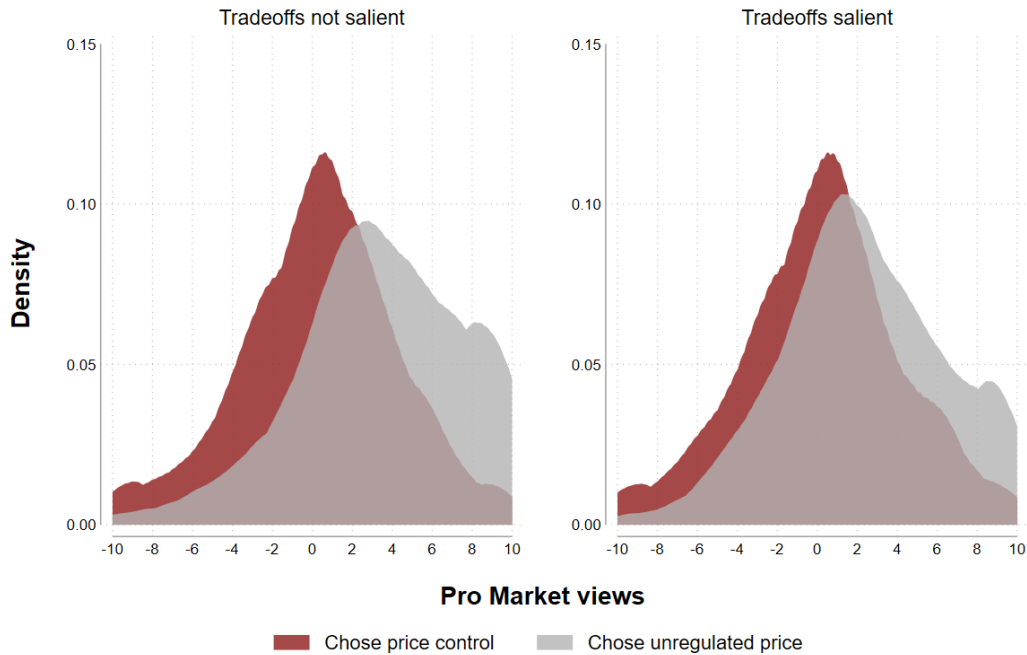 Tradeoffs not salient
Tradeoffs salient
Density
0.15
0.10
0.05
0.00
-10 -8 -6 -4 -2 0 2 4 6 8 10
0.15
0.10
0.05
0.00
-10 -8 -6 -4 -2 0 2 4 6 8 10
Pro Market views
Chose price control
Chose unregulated price